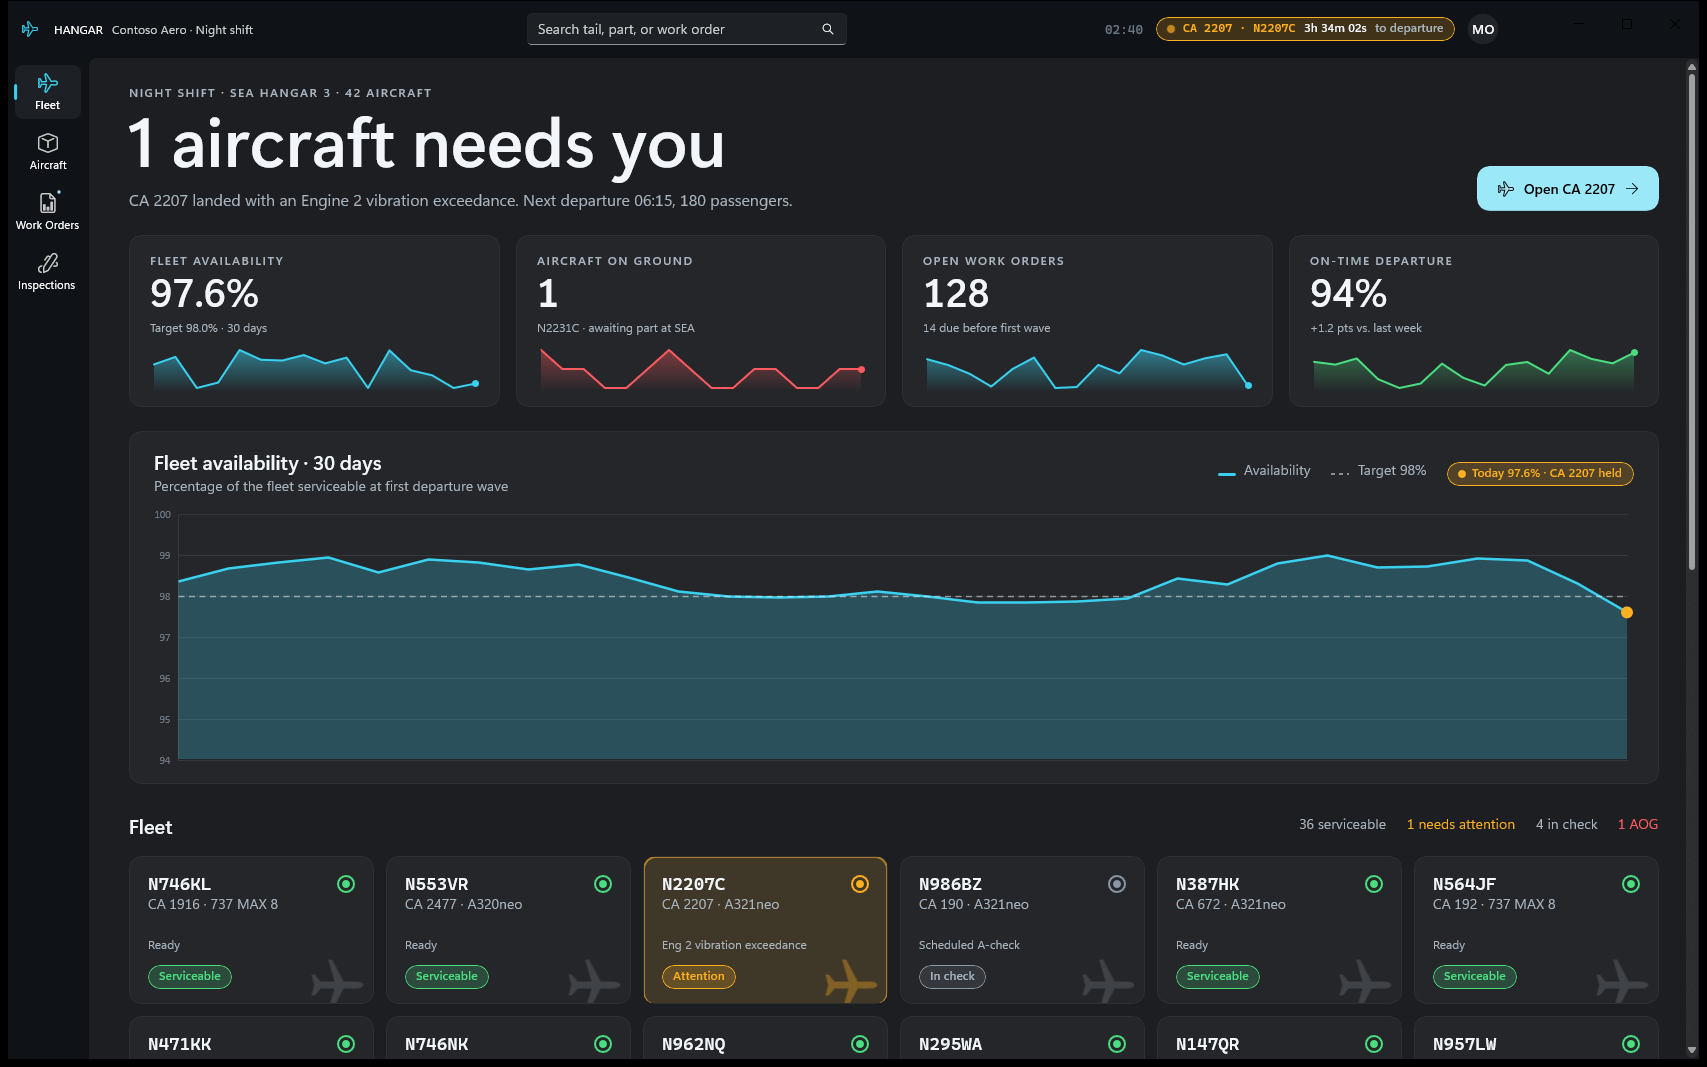 HANGAR Contoso Aero · Night shift
Search tail, part, or work order
02:40
CA 2207 · N2207C 3h 34m 02s to departure
MO
Fleet
Aircraft
Work Orders
Inspections
NIGHT SHIFT · SEA HANGAR 3 · 42 AIRCRAFT
1 aircraft needs you
CA 2207 landed with an Engine 2 vibration exceedance. Next departure 06:15, 180 passengers.
Open CA 2207
FLEET AVAILABILITY
97.6%
Target 98.0% · 30 days
AIRCRAFT ON GROUND
1
N2231C · awaiting part at SEA
OPEN WORK ORDERS
128
14 due before first wave
ON-TIME DEPARTURE
94%
+1.2 pts vs. last week
Fleet availability · 30 days
Percentage of the fleet serviceable at first departure wave
Availability
Target 98%
Today 97.6% · CA 2207 held
100
99
98
97
96
95
94
Fleet
36 serviceable
1 needs attention
4 in check
1 AOG
N746KL
CA 1916 · 737 MAX 8
Ready
Serviceable
N553VR
CA 2477 · A320neo
Ready
Serviceable
N2207C
CA 2207 · A321neo
Eng 2 vibration exceedance
Attention
N986BZ
CA 190 · A321neo
Scheduled A-check
In check
N387HK
CA 672 · A321neo
Ready
Serviceable
N564JF
CA 192 · 737 MAX 8
Ready
Serviceable
N471KK
N746NK
N962NQ
N295WA
N147QR
N957LW